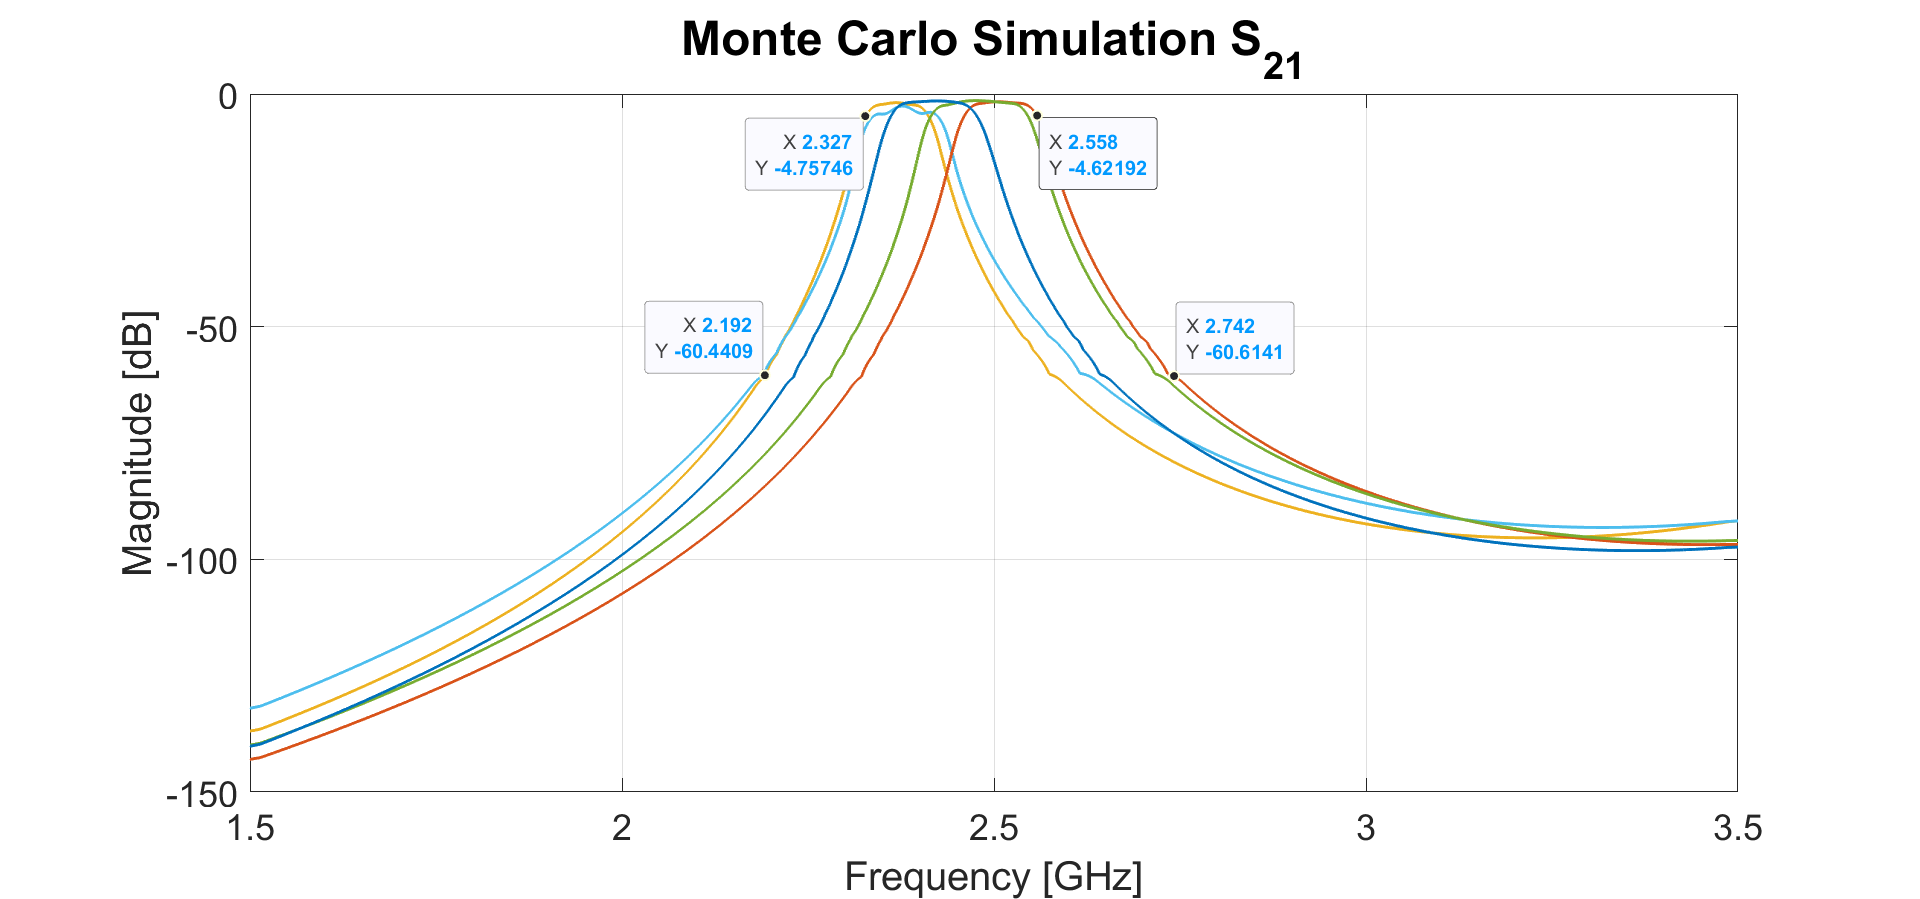 Monte Carlo Simulation S21
0
-50
-100
-150
Magnitude [dB]
X 2.327
Y -4.75746
X 2.558
Y -4.62192
X 2.192
Y -60.4409
X 2.742
Y -60.6141
1.5 2 2.5 3 3.5
Frequency [GHz]